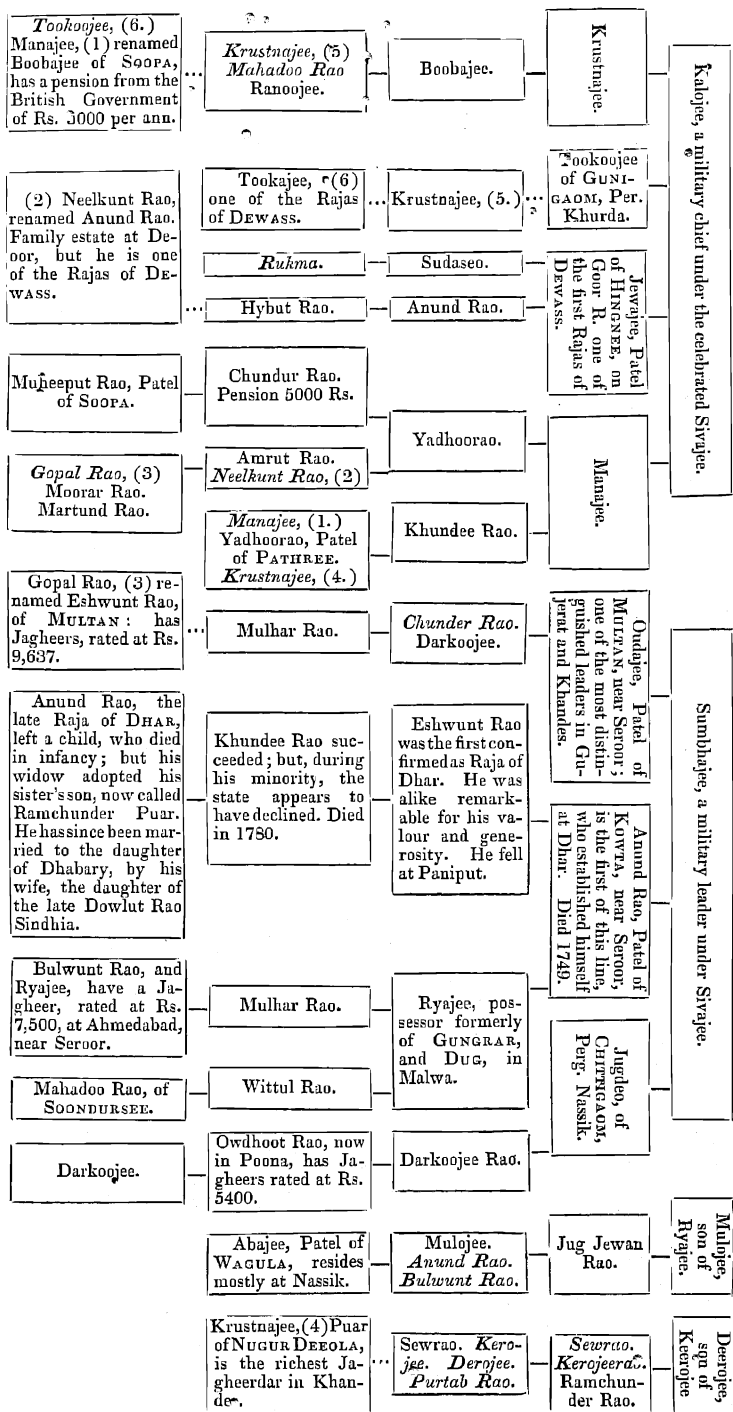 Tookoojee, (6.)
Manajee, (1) renamed
Boobajee of SOOPA,
has a pension from the
British Government
of Rs. 3000 per ann.
Krustnajee, (5)
Mahadoo Rao
Ranoojee.
Boobajee.
Krustnajee.
Kalojee, a military chief under the celebrated Sivajee.
(2) Neelkunt Rao,
renamed Anund Rao.
Family estate at De-
oor, but he is one
of the Rajas of DE-
WASS.
Tookajee, (6)
one of the Rajas
of DEWASS.
Krustnajee, (5.)
Tookoojee
of GUNI-
GAOM, Per.
Khurda.
Rukma.
Sudaseo.
Jewajee, Patel
of HINGNEE, on
Goor R. one of
the first Rajas of
DEWASS.
Hybut Rao.
Anund Rao.
Muheeput Rao, Patel
of SOOPA.
Chundur Rao.
Pension 5000 Rs.
Yadhoorao.
Manajee.
Gopal Rao, (3)
Moorar Rao.
Martund Rao.
Amrut Rao.
Neelkunt Rao, (2)
Manajee, (1.)
Yadhoorao, Patel
of PATHREE.
Krustnajee, (4.)
Khundee Rao.
Gopal Rao, (3) re-
named Eshwunt Rao,
of MULTAN: has
Jagheers, rated at Rs.
9,637.
Mulhar Rao.
Chunder Rao.
Darkoojee.
Oudajee, Patel of
MULTAN, near Seroor;
one of the most distin-
guished leaders in Gu-
jerat and Khandes.
Sumbhajee, a military leader under Sivajee.
Anund Rao, the
late Raja of DHAR,
left a child, who died
in infancy; but his
widow adopted his
sister's son, now called
Ramchunder Puar.
He has since been mar-
ried to the daughter
of Dhabary, by his
wife, the daughter of
the late Dowlut Rao
Sindhia.
Khundee Rao suc-
ceeded; but, during
his minority, the
state appears to
have declined. Died
in 1780.
Eshwunt Rao
was the first con-
firmed as Raja of
Dhar. He was
alike remark-
able for his va-
lour and gene-
rosity. He fell
at Paniput.
Anund Rao, Patel of
KOWTA, near Seroor,
is the first of this line,
who established himself
at Dhar. Died 1749.
Bulwunt Rao, and
Ryajee, have a Ja-
gheer, rated at Rs.
7,500, at Ahmedabad,
near Seroor.
Mulhar Rao.
Ryajee, pos-
sessor formerly
of GUNGRAR,
and DUG, in
Malwa.
Jugdeo, of
CHITTIGAOM,
Perg. Nassik.
Mahadoo Rao, of
SOONDURSEE.
Wittul Rao.
Darkoojee.
Owdhoot Rao, now
in Poona, has Ja-
gheers rated at Rs.
5400.
Darkoojee Rao.
Abajee, Patel of
WAGULA, resides
mostly at Nassik.
Mulojee.
Anund Rao.
Bulwunt Rao.
Jug Jewan
Rao.
Mulojee,
son of
Ryajee.
Krustnajee, (4) Puar
of NUGUR DEEOLA,
is the richest Ja-
gheerdar in Khan-
de.
Sewrao. Kero-
jee. Derojee.
Purtab Rao.
Sewrao.
Kerojeerao.
Ramchun-
der Rao.
Deerojee,
son of
Keerojee